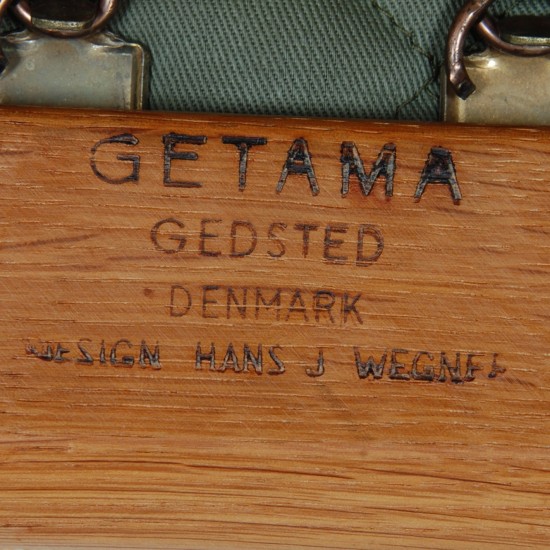 GETAMA
GEDSTED
DENMARK
DESIGN HANS J WEGNER